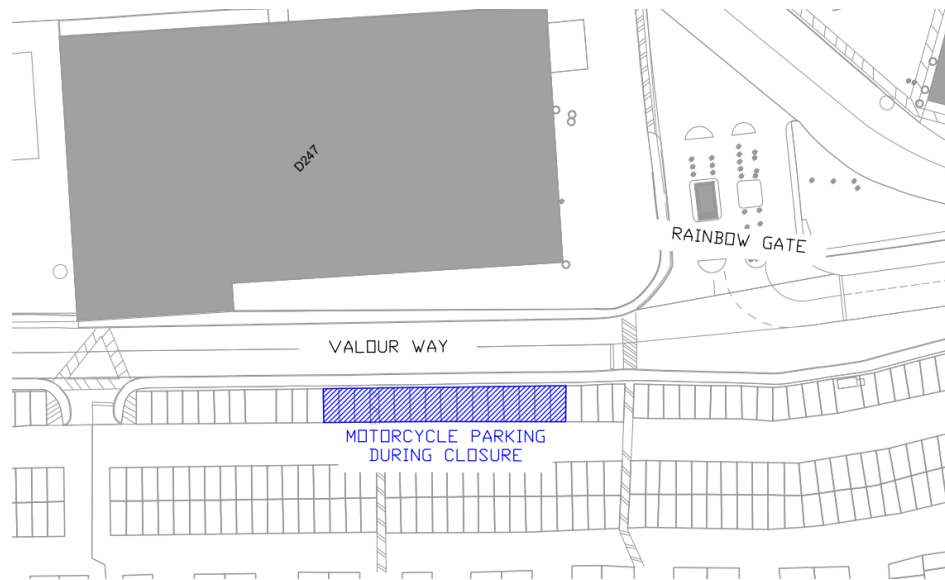 D247
RAINBOW GATE
VALOUR WAY
MOTORCYCLE PARKING
DURING CLOSURE